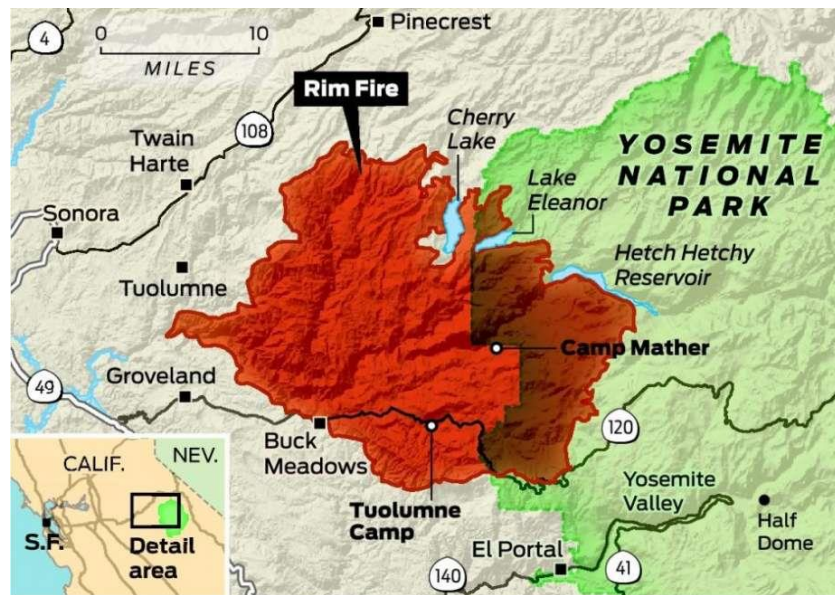 4
0
10
MILES
Pinecrest
Rim Fire
108
Cherry
Lake
Twain
Harte
YOSEMITE
NATIONAL
PARK
Lake
Eleanor
Sonora
Hetch Hetchy
Reservoir
Tuolumne
Camp Mather
49
Groveland
120
Buck
Meadows
CALIF.
NEV.
Yosemite
Valley
Tuolumne
Camp
Half
Dome
S.F.
Detail
area
El Portal
140
41